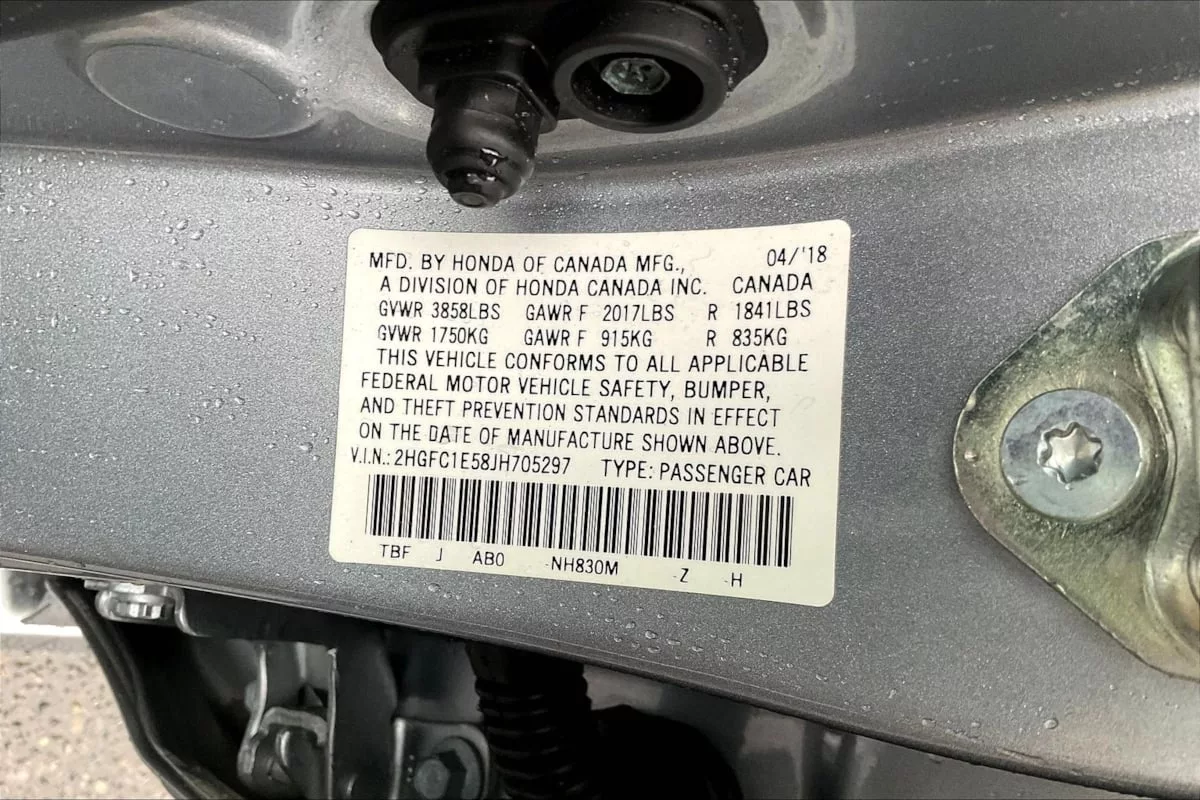 MFD. BY HONDA OF CANADA MFG., 04/'18
A DIVISION OF HONDA CANADA INC. CANADA
GVWR 3858LBS GAWR F 2017LBS R 1841LBS
GVWR 1750KG GAWR F 915KG R 835KG
THIS VEHICLE CONFORMS TO ALL APPLICABLE
FEDERAL MOTOR VEHICLE SAFETY, BUMPER,
AND THEFT PREVENTION STANDARDS IN EFFECT
ON THE DATE OF MANUFACTURE SHOWN ABOVE.
V.I.N.: 2HGFC1E58JH705297 TYPE: PASSENGER CAR
TBF J AB0 -NH830M -Z -H